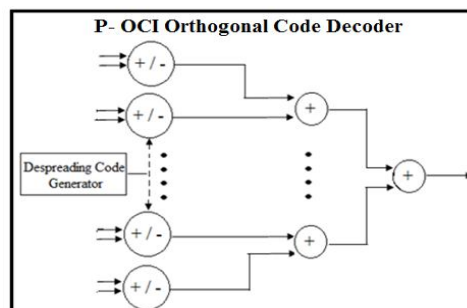 P- OCI Orthogonal Code Decoder
+ / -
+ / -
+
Despreading Code
Generator
+
+ / -
+
+ / -